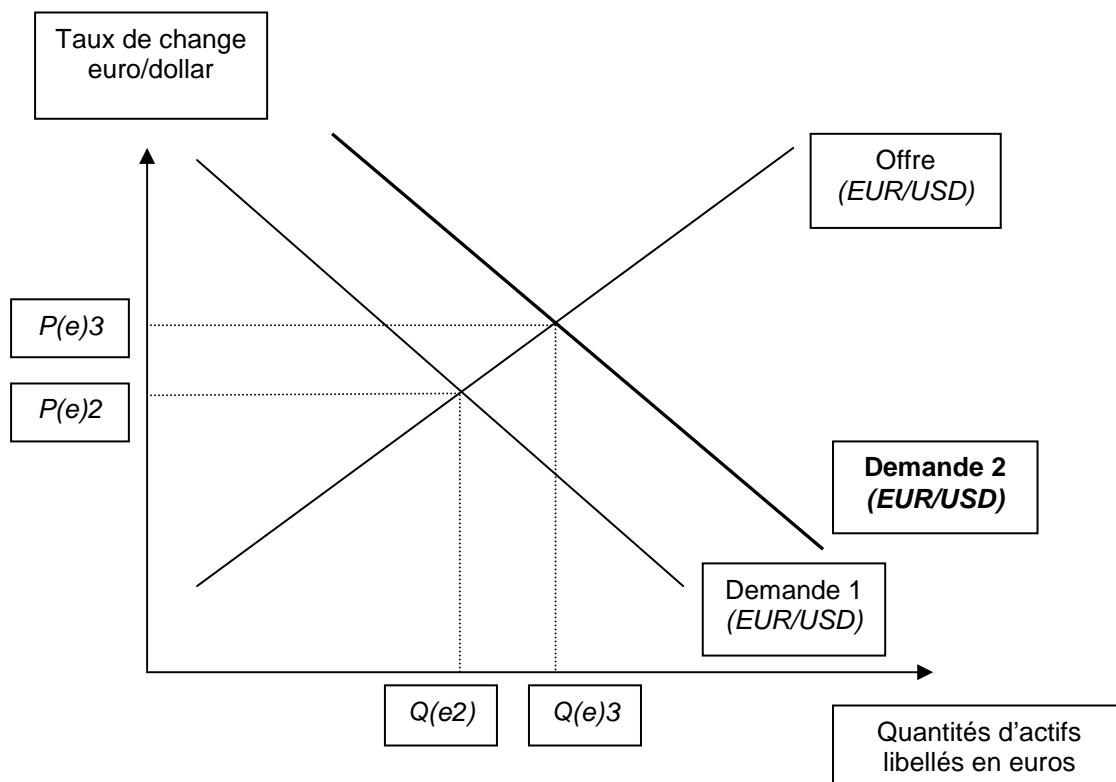 Taux de change
euro/dollar
Offre
(EUR/USD)
P(e)3
P(e)2
Demande 2
(EUR/USD)
Demande 1
(EUR/USD)
Q(e2)
Q(e)3
Quantités d'actifs
libellés en euros